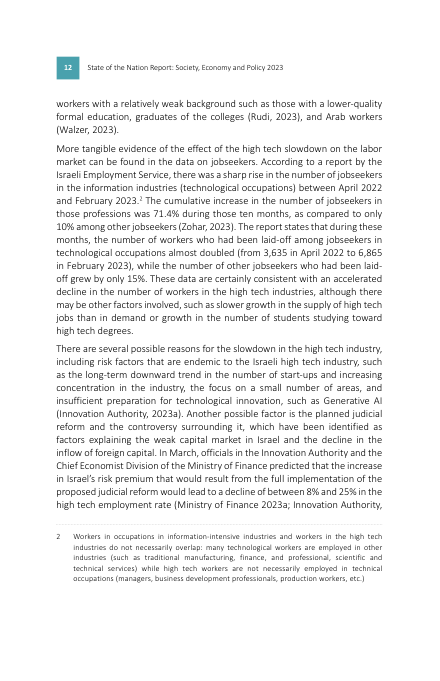 12 State of the Nation Report: Society, Economy and Policy 2023
workers with a relatively weak background such as those with a lower-quality
formal education, graduates of the colleges (Rudi, 2023), and Arab workers
(Walzer, 2023).
More tangible evidence of the effect of the high tech slowdown on the labor
market can be found in the data on jobseekers. According to a report by the
Israeli Employment Service, there was a sharp rise in the number of jobseekers
in the information industries (technological occupations) between April 2022
and February 2023.2 The cumulative increase in the number of jobseekers in
those professions was 71.4% during those ten months, as compared to only
10% among other jobseekers (Zohar, 2023). The report states that during these
months, the number of workers who had been laid-off among jobseekers in
technological occupations almost doubled (from 3,635 in April 2022 to 6,865
in February 2023), while the number of other jobseekers who had been laid-
off grew by only 15%. These data are certainly consistent with an accelerated
decline in the number of workers in the high tech industries, although there
may be other factors involved, such as slower growth in the supply of high tech
jobs than in demand or growth in the number of students studying toward
high tech degrees.
There are several possible reasons for the slowdown in the high tech industry,
including risk factors that are endemic to the Israeli high tech industry, such
as the long-term downward trend in the number of start-ups and increasing
concentration in the industry, the focus on a small number of areas, and
insufficient preparation for technological innovation, such as Generative AI
(Innovation Authority, 2023a). Another possible factor is the planned judicial
reform and the controversy surrounding it, which have been identified as
factors explaining the weak capital market in Israel and the decline in the
inflow of foreign capital. In March, officials in the Innovation Authority and the
Chief Economist Division of the Ministry of Finance predicted that the increase
in Israel’s risk premium that would result from the full implementation of the
proposed judicial reform would lead to a decline of between 8% and 25% in the
high tech employment rate (Ministry of Finance 2023a; Innovation Authority,
2 Workers in occupations in information-intensive industries and workers in the high tech
industries do not necessarily overlap: many technological workers are employed in other
industries (such as traditional manufacturing, finance, and professional, scientific and
technical services) while high tech workers are not necessarily employed in technical
occupations (managers, business development professionals, production workers, etc.)